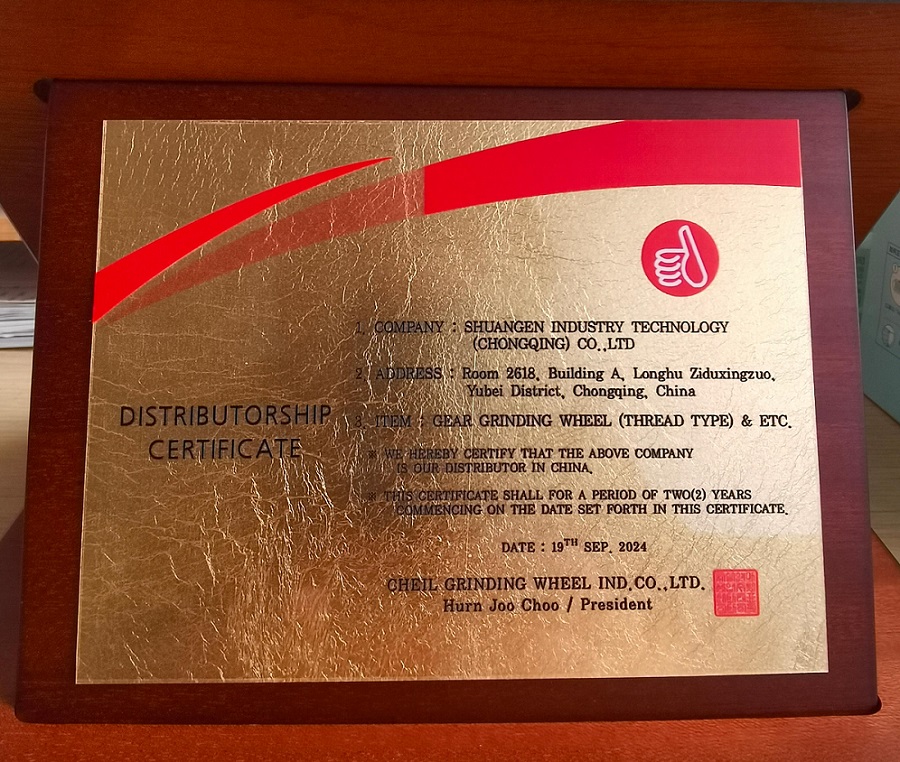 DISTRIBUTORSHIP
CERTIFICATE
1. COMPANY : SHUANGEN INDUSTRY TECHNOLOGY
(CHONGQING) CO.,LTD
2. ADDRESS : Room 2618, Building A, Longhu Ziduxingzuo,
Yubei District, Chongqing, China
3. ITEM : GEAR GRINDING WHEEL (THREAD TYPE) & ETC.
※ WE HEREBY CERTIFY THAT THE ABOVE COMPANY
IS OUR DISTRIBUTOR IN CHINA.
※ THIS CERTIFICATE SHALL FOR A PERIOD OF TWO(2) YEARS
COMMENCING ON THE DATE SET FORTH IN THIS CERTIFICATE.
DATE : 19TH SEP. 2024
CHEIL GRINDING WHEEL IND.CO.,LTD.
Hurn Joo Choo / President